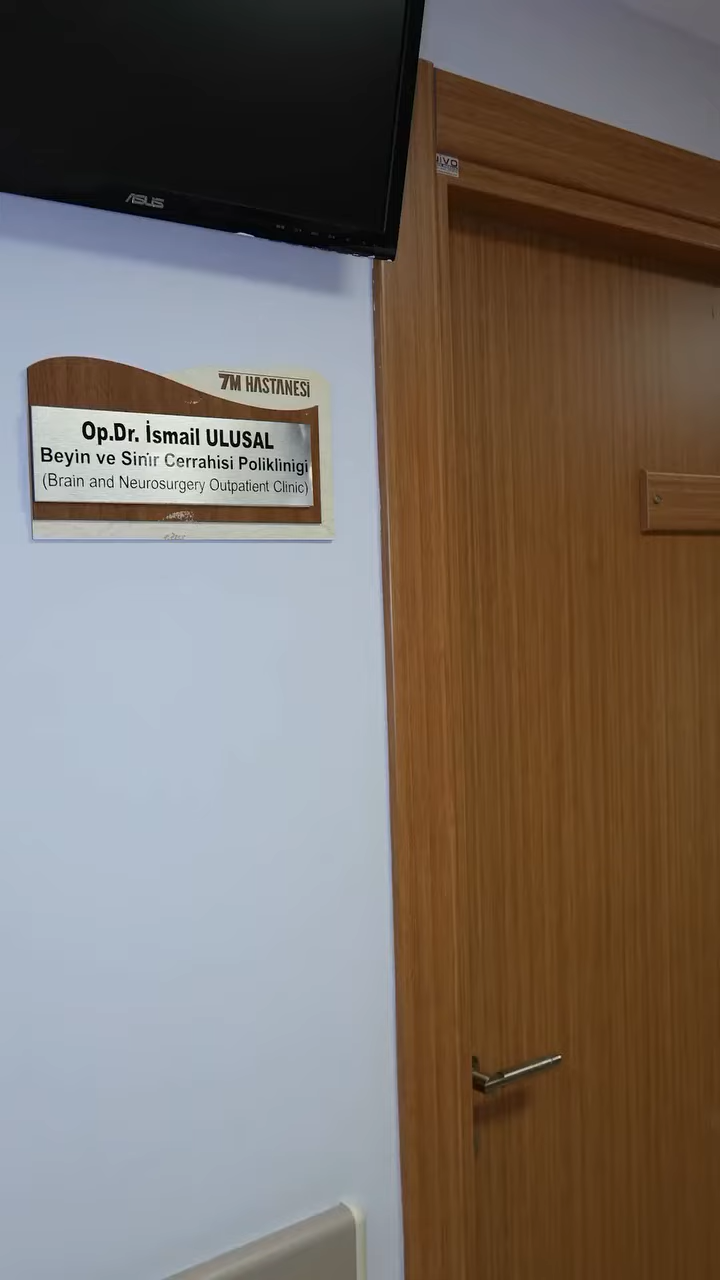 ASUS
7M HASTANESİ
Op.Dr. İsmail ULUSAL
Beyin ve Sinir Cerrahisi Polikliniği
(Brain and Neurosurgery Outpatient Clinic)